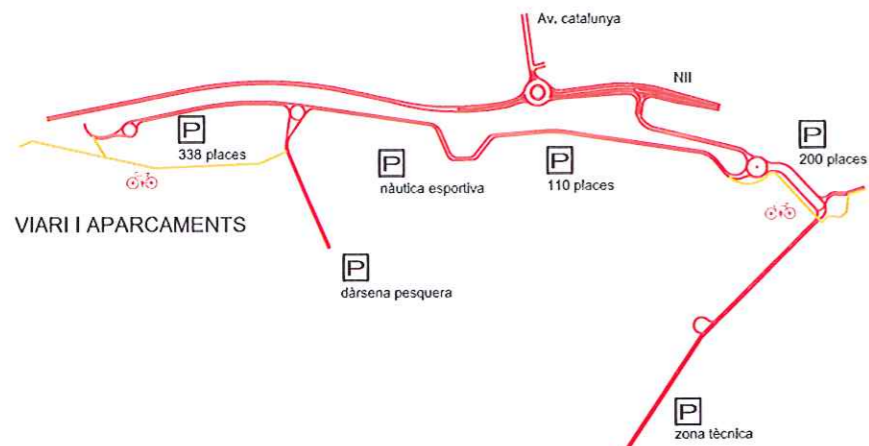 Av. catalunya
NII
P
338 places
P
nàutica esportiva
P
110 places
P
200 places
VIARI I APARCAMENTS
P
dàrsena pesquera
P
zona tècnica